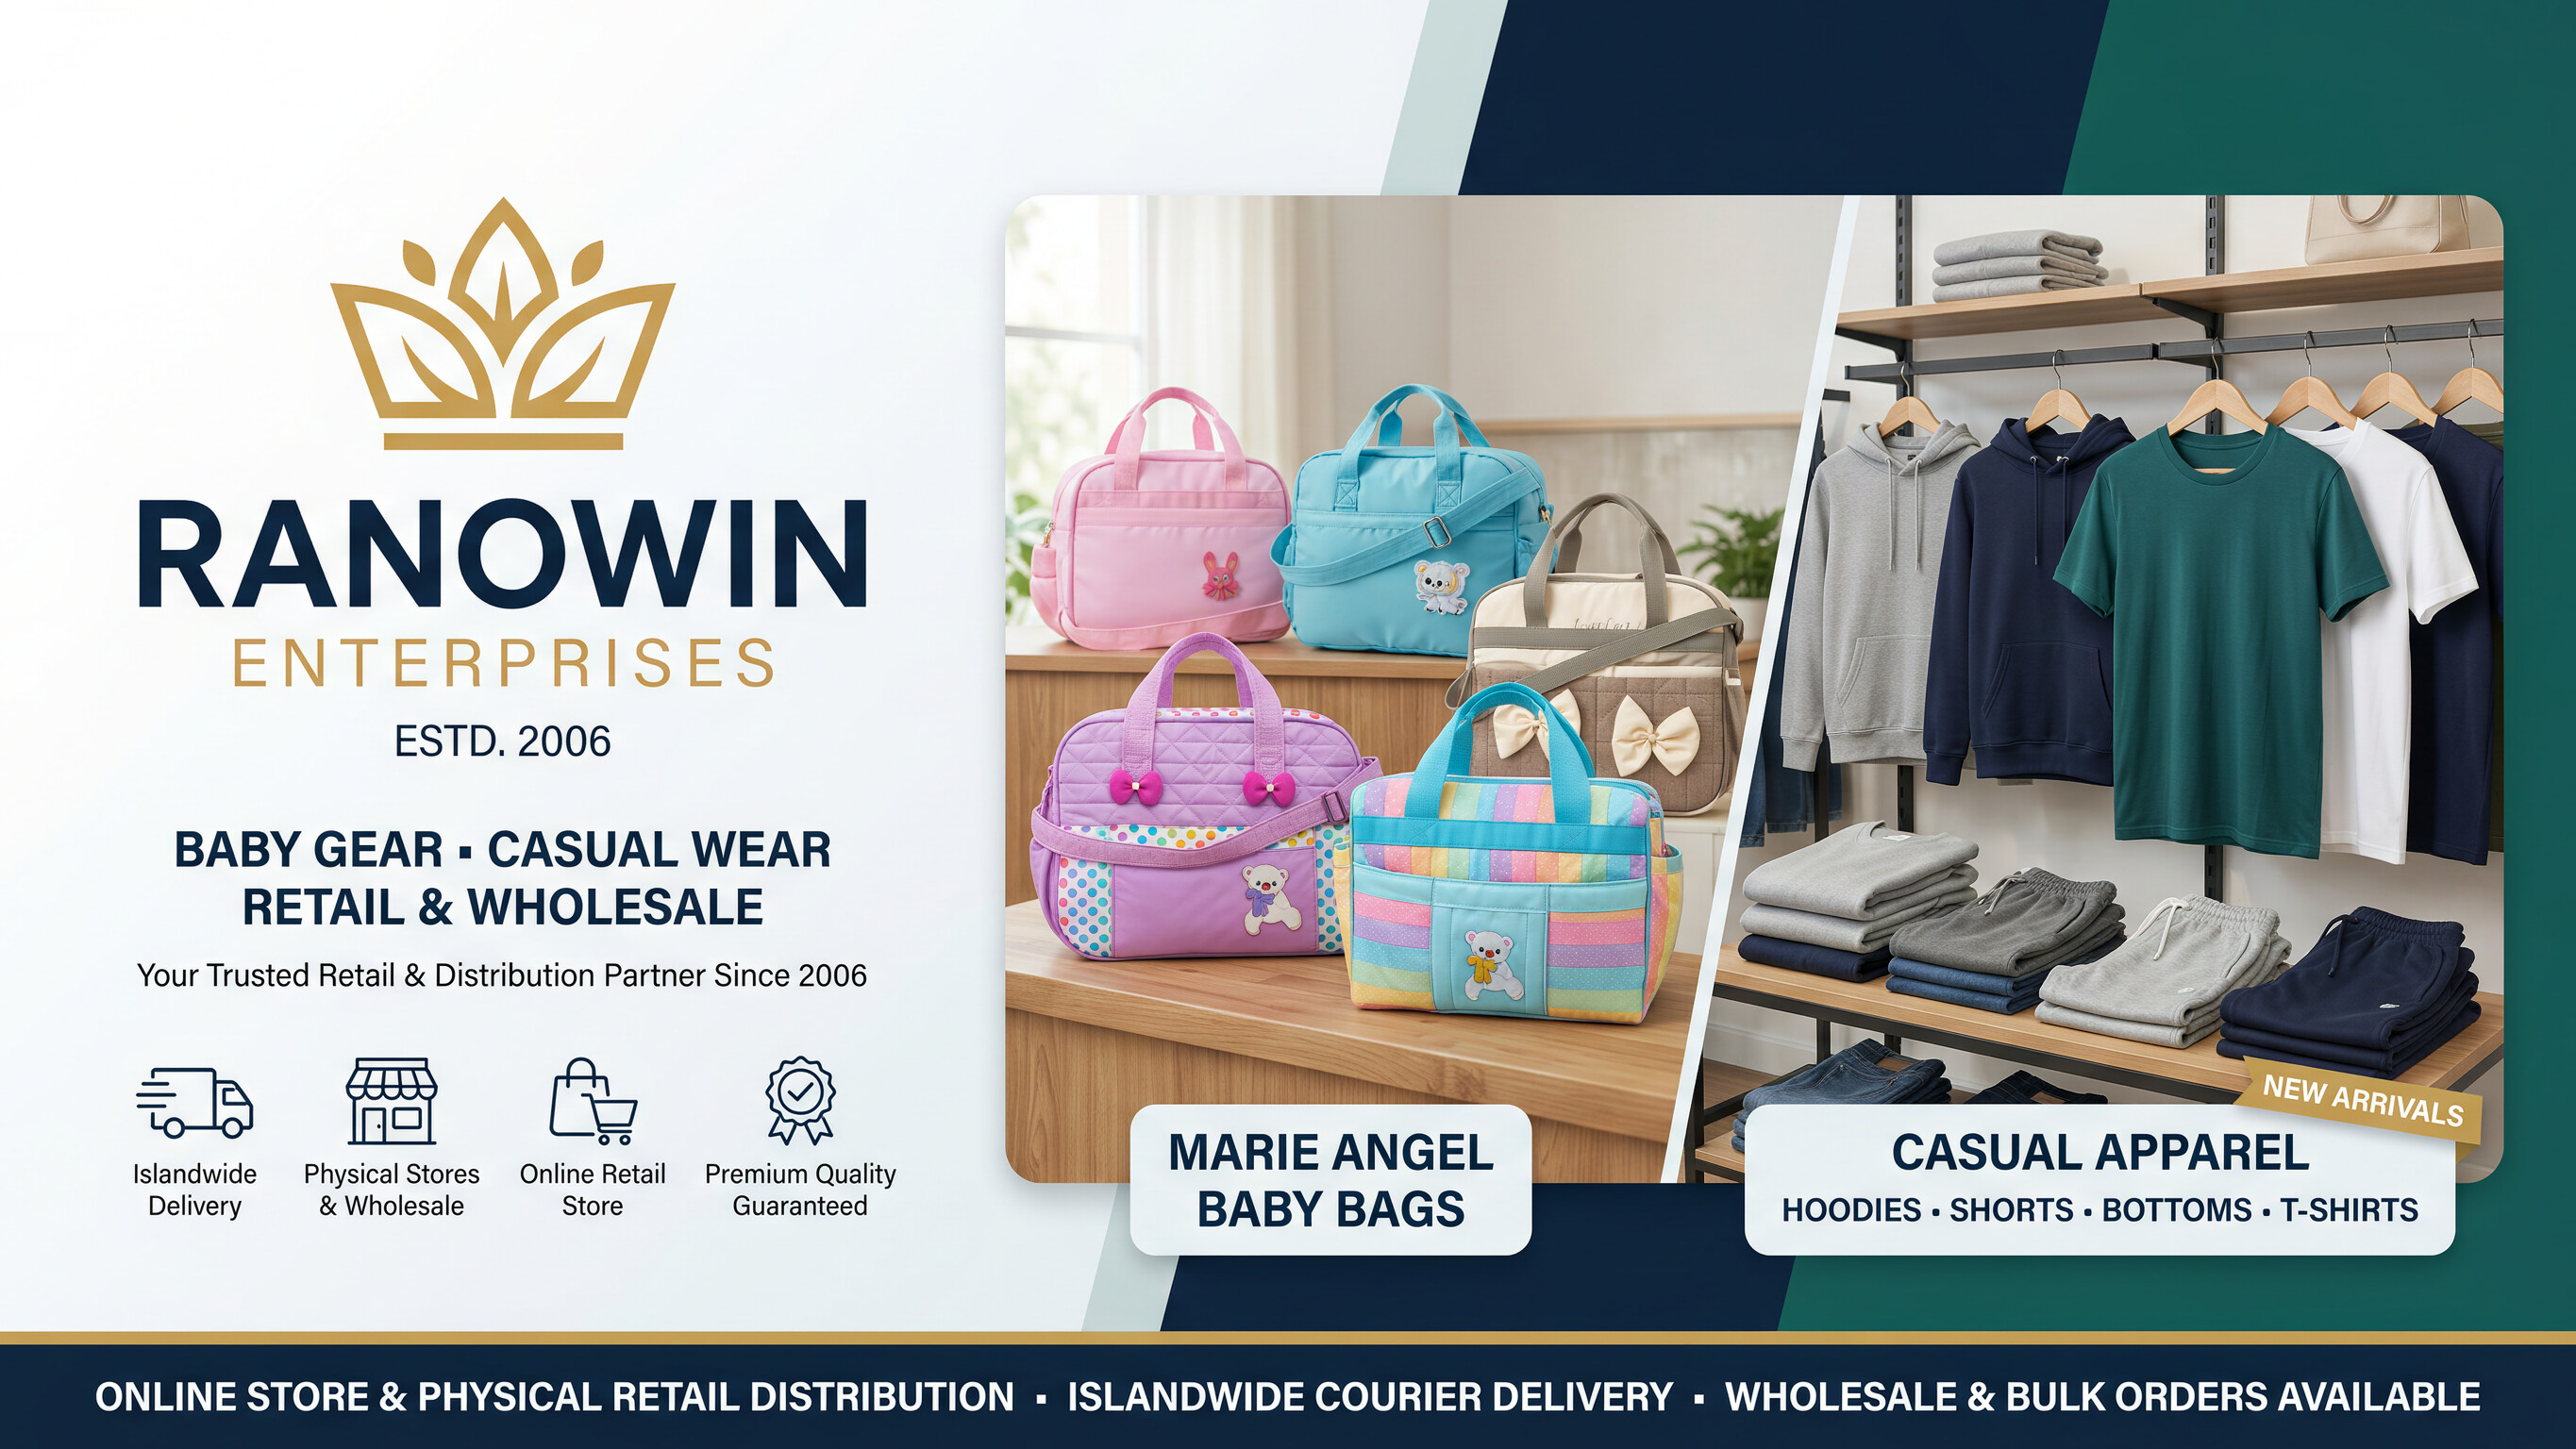 RANOWIN
ENTERPRISES
ESTD. 2006
BABY GEAR ▪ CASUAL WEAR
RETAIL & WHOLESALE
Your Trusted Retail & Distribution Partner Since 2006
Islandwide
Delivery
Physical Stores
& Wholesale
Online Retail
Store
Premium Quality
Guaranteed
MARIE ANGEL
BABY BAGS
NEW ARRIVALS
CASUAL APPAREL
HOODIES • SHORTS • BOTTOMS • T-SHIRTS
ONLINE STORE & PHYSICAL RETAIL DISTRIBUTION ▪ ISLANDWIDE COURIER DELIVERY ▪ WHOLESALE & BULK ORDERS AVAILABLE